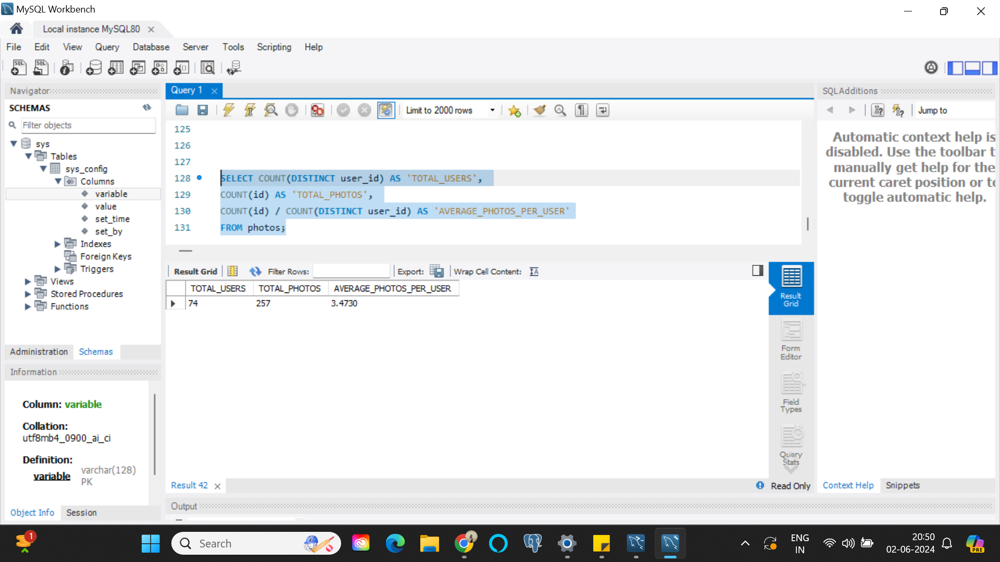 MySQL Workbench
Local instance MySQL80
File Edit View Query Database Server Tools Scripting Help
Navigator
SCHEMAS
Filter objects
sys
Tables
sys_config
Columns
variable
value
set_time
set_by
Indexes
Foreign Keys
Triggers
Views
Stored Procedures
Functions
Administration Schemas
Information
Column: variable
Collation:
utf8mb4_0900_ai_ci
Definition:
variable varchar(128)
PK
Object Info Session
Query 1
Limit to 2000 rows
125
126
127
128 SELECT COUNT(DISTINCT user_id) AS 'TOTAL_USERS',
129 COUNT(id) AS 'TOTAL_PHOTOS',
130 COUNT(id) / COUNT(DISTINCT user_id) AS 'AVERAGE_PHOTOS_PER_USER'
131 FROM photos;
Result Grid Filter Rows: Export: Wrap Cell Content:
TOTAL_USERS TOTAL_PHOTOS AVERAGE_PHOTOS_PER_USER
74 257 3.4730
Result
Grid
Form
Editor
Field
Types
Query
Stats
Result 42
Read Only
Output
SQLAdditions
Jump to
Automatic context help is
disabled. Use the toolbar t
manually get help for the
current caret position or to
toggle automatic help.
Context Help Snippets
1
Search
ENG
IN
20:50
02-06-2024
PRE